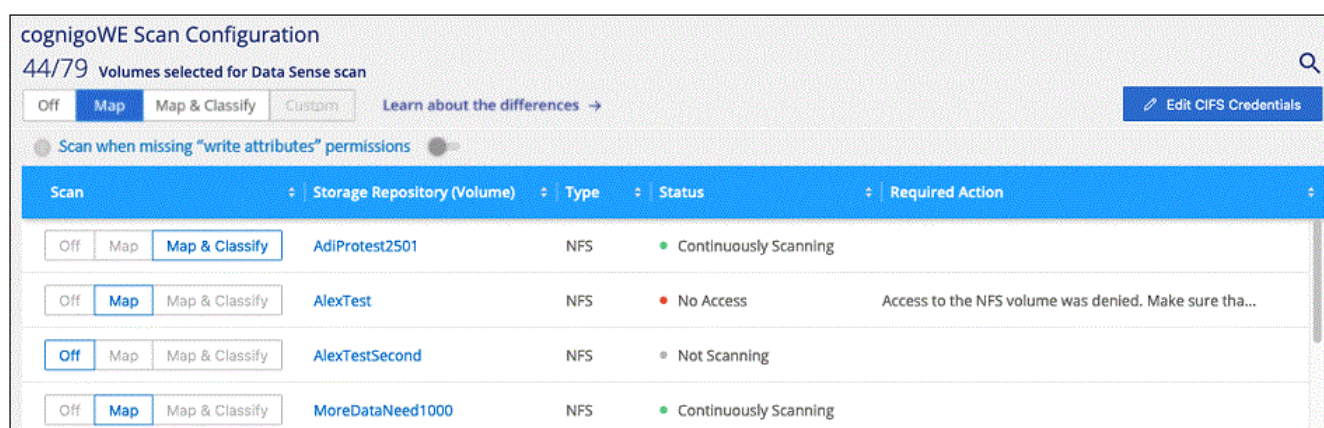 cognigoWE Scan Configuration
44/79 Volumes selected for Data Sense scan
Off Map Map & Classify Custom Learn about the differences → Edit CIFS Credentials
Scan when missing “write attributes” permissions
Scan Storage Repository (Volume) Type Status Required Action
Off Map Map & Classify AdiProtest2501 NFS Continuously Scanning
Off Map Map & Classify AlexTest NFS No Access Access to the NFS volume was denied. Make sure tha...
Off Map Map & Classify AlexTestSecond NFS Not Scanning
Off Map Map & Classify MoreDataNeed1000 NFS Continuously Scanning